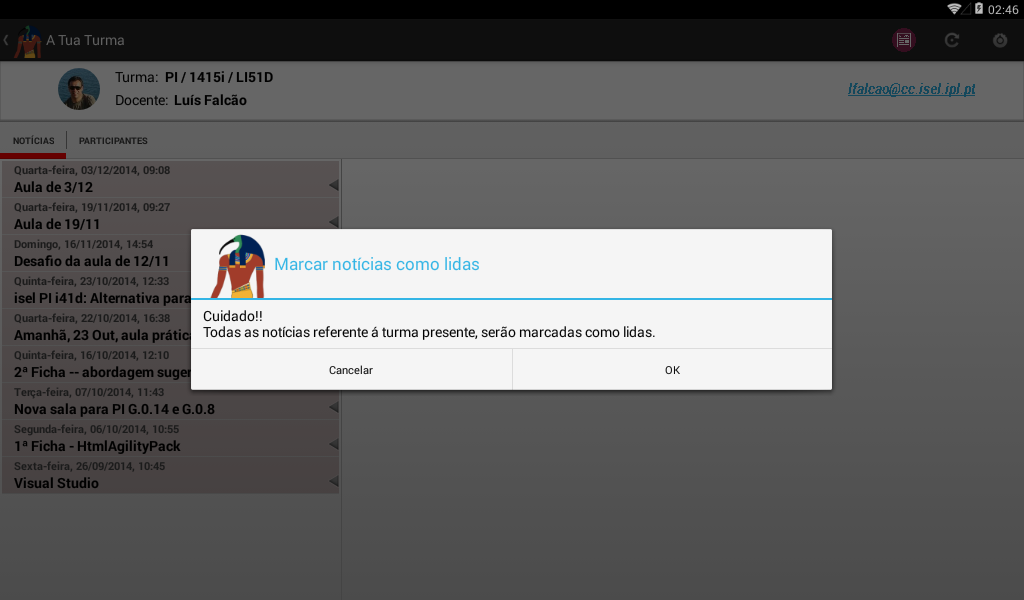 02:46
A Tua Turma
Turma: PI / 1415i / LI51D
Docente: Luís Falcão
lfalcao@cc.isel.ipl.pt
NOTÍCIAS
PARTICIPANTES
Quarta-feira, 03/12/2014, 09:08
Aula de 3/12
Quarta-feira, 19/11/2014, 09:27
Aula de 19/11
Domingo, 16/11/2014, 14:54
Desafio da aula de 12/11
Quinta-feira, 23/10/2014, 12:33
isel PI i41d: Alternativa para
Quarta-feira, 22/10/2014, 16:38
Amanhã, 23 Out, aula prática
Quinta-feira, 16/10/2014, 12:10
2ª Ficha -- abordagem suger
Terça-feira, 07/10/2014, 11:43
Nova sala para PI G.0.14 e G.0.8
Segunda-feira, 06/10/2014, 10:55
1ª Ficha - HtmlAgilityPack
Sexta-feira, 26/09/2014, 10:45
Visual Studio
Marcar notícias como lidas
Cuidado!!
Todas as notícias referente á turma presente, serão marcadas como lidas.
Cancelar
OK